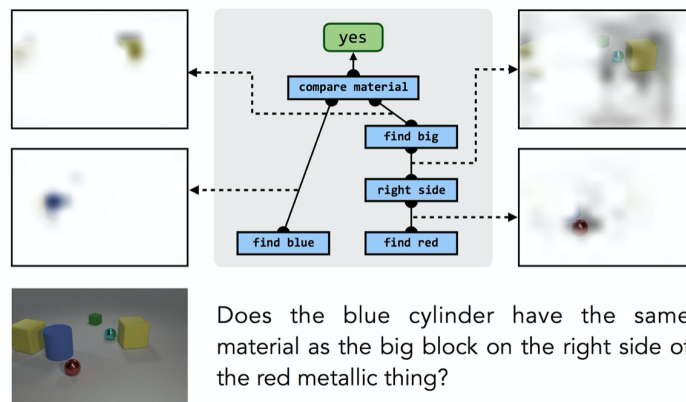 yes
compare material
find big
right side
find blue
find red
Does the blue cylinder have the same
material as the big block on the right side of
the red metallic thing?